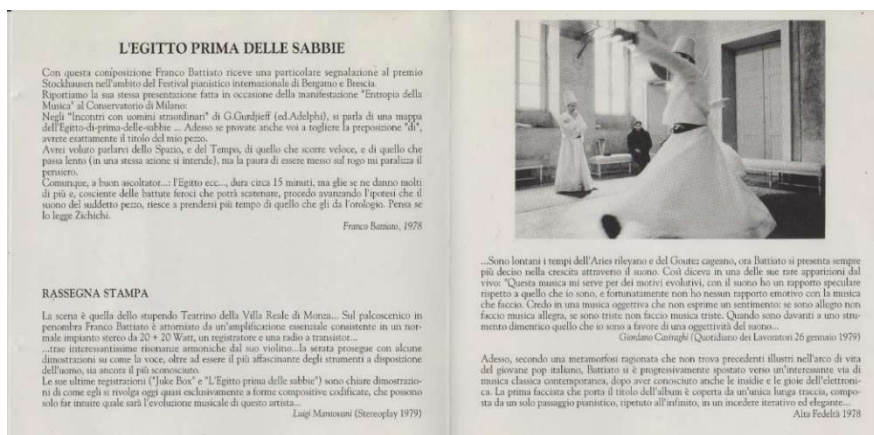 L'EGITTO PRIMA DELLE SABBIE
Con questa composizione Franco Battiato riceve una particolare segnalazione al premio
Stockhausen nell'ambito del Festival pianistico internazionale di Bergamo e Brescia.
Riportiamo la sua stessa presentazione fatta in occasione della manifestazione "Entropia della
Musica" al Conservatorio di Milano:
Negli "Incontri con uomini straordinari" di G.Gurdjieff (ed.Adelphi), si parla di una mappa
dell'Egitto-di-prima-delle-sabbie ... Adesso se provate anche voi a togliere la preposizione "di",
avrete esattamente il titolo del mio pezzo.
Avrei voluto parlarvi dello Spazio, e del Tempo, di quello che scorre veloce, e di quello che
passa lento (in una stessa azione si intende), ma la paura di essere messo sul rogo mi paralizza il
pensiero.
Comunque, a buon ascoltator...: l'Egitto ecc..., dura circa 15 minuti, ma glie se ne danno molti
di più e, cosciente delle battute feroci che potrà scatenare, procedo avanzando l'ipotesi che il
suono del suddetto pezzo, riesce a prendersi più tempo di quello che gli da l'orologio. Pensa se
lo legge Zichichi.
Franco Battiato, 1978
RASSEGNA STAMPA
La scena è quella dello stupendo Teatrino della Villa Reale di Monza... Sul palcoscenico in
penombra Franco Battiato è attorniato da un'amplificazione essenziale consistente in un nor-
male impianto stereo da 20 + 20 Watt, un registratore e una radio a transistor...
...trae interessantissime risonanze armoniche dal suo violino...la serata prosegue con alcune
dimostrazioni su come la voce, oltre ad essere il più affascinante degli strumenti a disposizione
dell'uomo, sia ancora il più sconosciuto.
Le sue ultime registrazioni ("Juke Box" e "L'Egitto prima delle sabbie") sono chiare dimostrazio-
ni di come egli si rivolga oggi quasi esclusivamente a forme compositive codificate, che possono
solo far intuire quale sarà l'evoluzione musicale di questo artista...
Luigi Mantovani (Stereoplay 1979)
...Sono lontani i tempi dell'Aries rileyano e del Goutez cageano, ora Battiato si presenta sempre
più deciso nella crescita attraverso il suono. Così diceva in una delle sue rare apparizioni dal
vivo: "Questa musica mi serve per dei motivi evolutivi, con il suono ho un rapporto speculare
rispetto a quello che io sono, e fortunatamente non ho nessun rapporto emotivo con la musica
che faccio. Credo in una musica oggettiva che non esprime un sentimento: se sono allegro non
faccio musica allegra, se sono triste non faccio musica triste. Quando sono davanti a uno stru-
mento dimentico quello che io sono a favore di una oggettività del suono...
Giordano Casiraghi (Quotidiano dei Lavoratori 26 gennaio 1979)
Adesso, secondo una metamorfosi ragionata che non trova precedenti illustri nell'arco di vita
del giovane pop italiano, Battiato si è progressivamente spostato verso un'interessante via di
musica classica contemporanea, dopo aver conosciuto anche le insidie e le gioie dell'elettroni-
ca. La prima facciata che porta il titolo dell'album è coperta da un'unica lunga traccia, compo-
sta da un solo passaggio pianistico, ripetuto all'infinito, in un incedere iterativo ed elegante...
Alta Fedeltà 1978